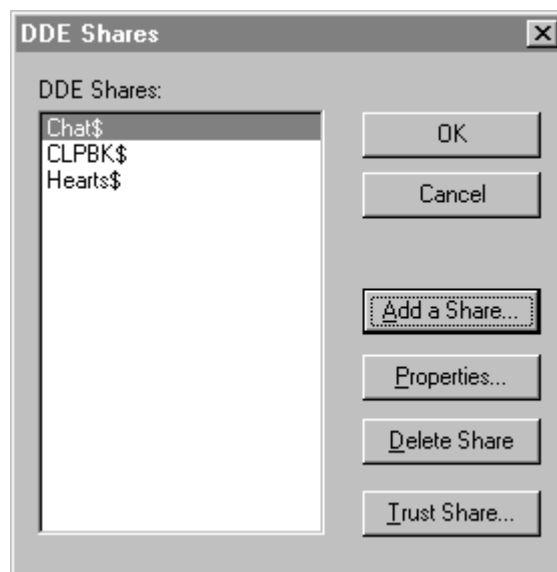 DDE Shares
DDE Shares:
Chat$
CLPBK$
Hearts$
OK
Cancel
Add a Share...
Properties...
Delete Share
Trust Share...